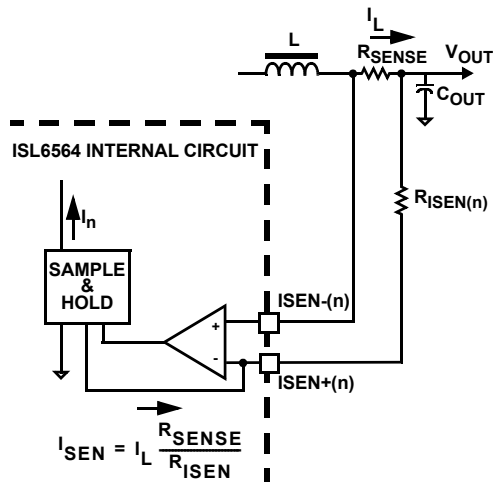 I_L
L
R_SENSE
V_OUT
C_OUT
ISL6564 INTERNAL CIRCUIT
R_ISEN(n)
I_n
SAMPLE
&
HOLD
ISEN-(n)
+
-
ISEN+(n)
I_SEN = I_L R_SENSE / R_ISEN